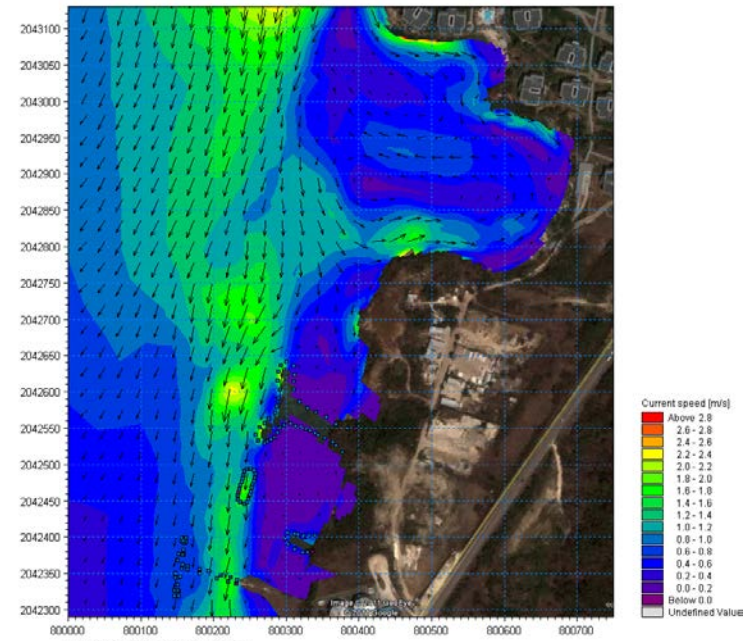 2043100
2043050
2043000
2042950
2042900
2042850
2042800
2042750
2042700
2042650
2042600
2042550
2042500
2042450
2042400
2042350
2042300
800000 800100 800200 800300 800400 800500 800600 800700
Current speed [m/s]
Above 2.8
2.6 - 2.8
2.4 - 2.6
2.2 - 2.4
2.0 - 2.2
1.8 - 2.0
1.6 - 1.8
1.4 - 1.6
1.2 - 1.4
1.0 - 1.2
0.8 - 1.0
0.6 - 0.8
0.4 - 0.6
0.2 - 0.4
0.0 - 0.2
Below 0.0
Undefined Value
Image GeoEye
Google